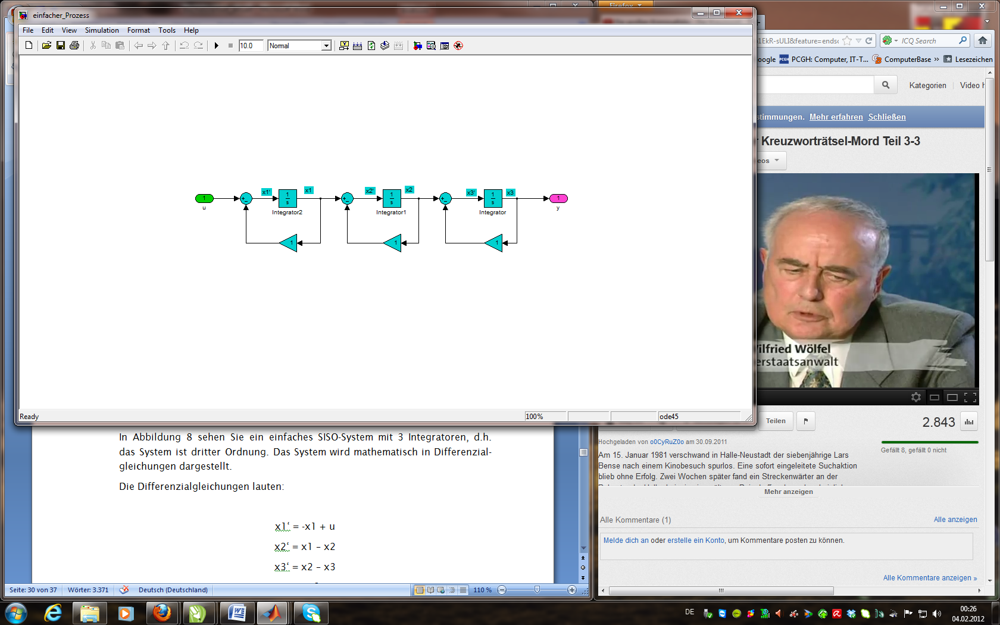 einfacher_Prozess
File Edit View Simulation Format Tools Help
10.0 Normal
x1' 1 s x1 x2' 1 s x2 x3' 1 s x3
1 1
u Integrator2 Integrator1 Integrator y
1 1 1
Ready 100% ode45
In Abbildung 8 sehen Sie ein einfaches SISO-System mit 3 Integratoren, d.h.
das System ist dritter Ordnung. Das System wird mathematisch in Differenzial-
gleichungen dargestellt.
Die Differenzialgleichungen lauten:
x1‘ = -x1 + u
x2‘ = x1 – x2
x3‘ = x2 – x3
Seite: 30 von 37 Wörter: 3.371 Deutsch (Deutschland) 110 %
Firefox
1EkR-sULI&feature=endsc ICQ Search
oogle PCGH PCGH: Computer, IT-T... ComputerBase » Lesezeichen
Kategorien Video h
stimmungen. Mehr erfahren Schließen
Kreuzworträtsel-Mord Teil 3-3
eos
ilfried Wölfel
erstaatsanwalt
Teilen 2.843
Hochgeladen von o0CyRuZ0o am 30.09.2011
Gefällt 8, gefällt 0 nicht
Am 15. Januar 1981 verschwand in Halle-Neustadt der siebenjährige Lars
Bense nach einem Kinobesuch spurlos. Eine sofort eingeleitete Suchaktion
blieb ohne Erfolg. Zwei Wochen später fand ein Streckenwärter an der
Mehr anzeigen
Alle Kommentare (1) Alle anzeigen
Melde dich an oder erstelle ein Konto, um Kommentare posten zu können.
Alle Kommentare anzeigen »
DE 00:26
04.02.2012